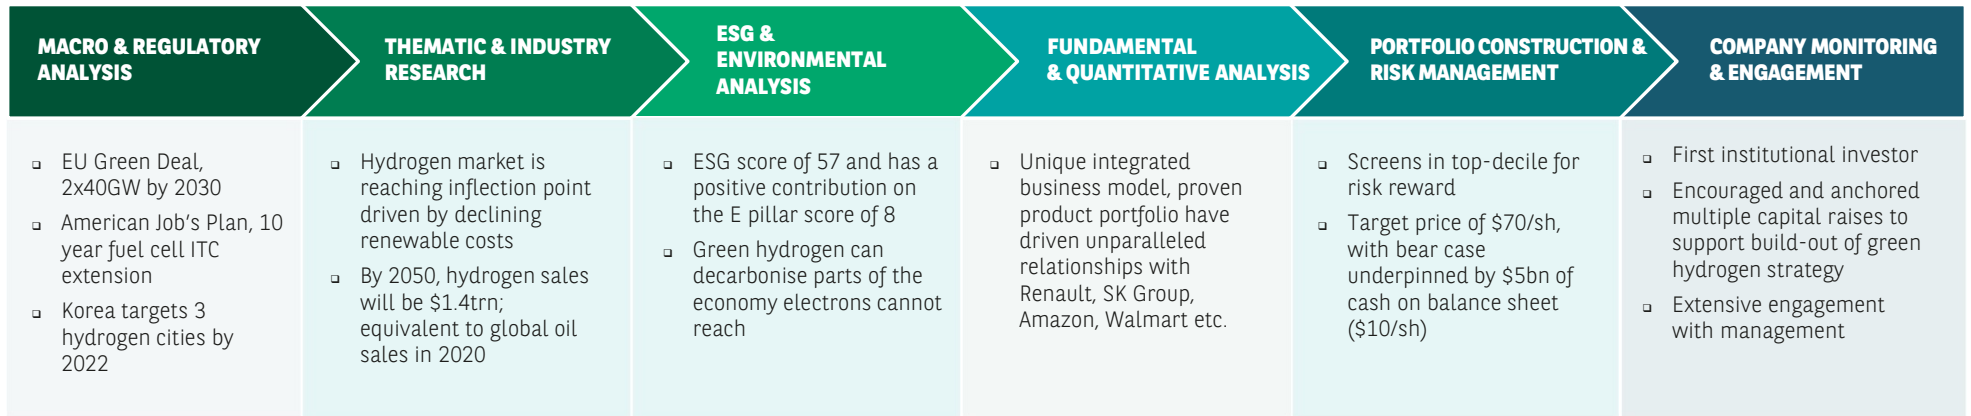 MACRO & REGULATORY
ANALYSIS
THEMATIC & INDUSTRY
RESEARCH
ESG &
ENVIRONMENTAL
ANALYSIS
FUNDAMENTAL
& QUANTITATIVE ANALYSIS
PORTFOLIO CONSTRUCTION &
RISK MANAGEMENT
COMPANY MONITORING
& ENGAGEMENT
EU Green Deal,
2x40GW by 2030
American Job's Plan, 10
year fuel cell ITC
extension
Korea targets 3
hydrogen cities by
2022
Hydrogen market is
reaching inflection point
driven by declining
renewable costs
By 2050, hydrogen sales
will be $1.4trn;
equivalent to global oil
sales in 2020
ESG score of 57 and has a
positive contribution on
the E pillar score of 8
Green hydrogen can
decarbonise parts of the
economy electrons cannot
reach
Unique integrated
business model, proven
product portfolio have
driven unparalleled
relationships with
Renault, SK Group,
Amazon, Walmart etc.
Screens in top-decile for
risk reward
Target price of $70/sh,
with bear case
underpinned by $5bn of
cash on balance sheet
($10/sh)
First institutional investor
Encouraged and anchored
multiple capital raises to
support build-out of green
hydrogen strategy
Extensive engagement
with management